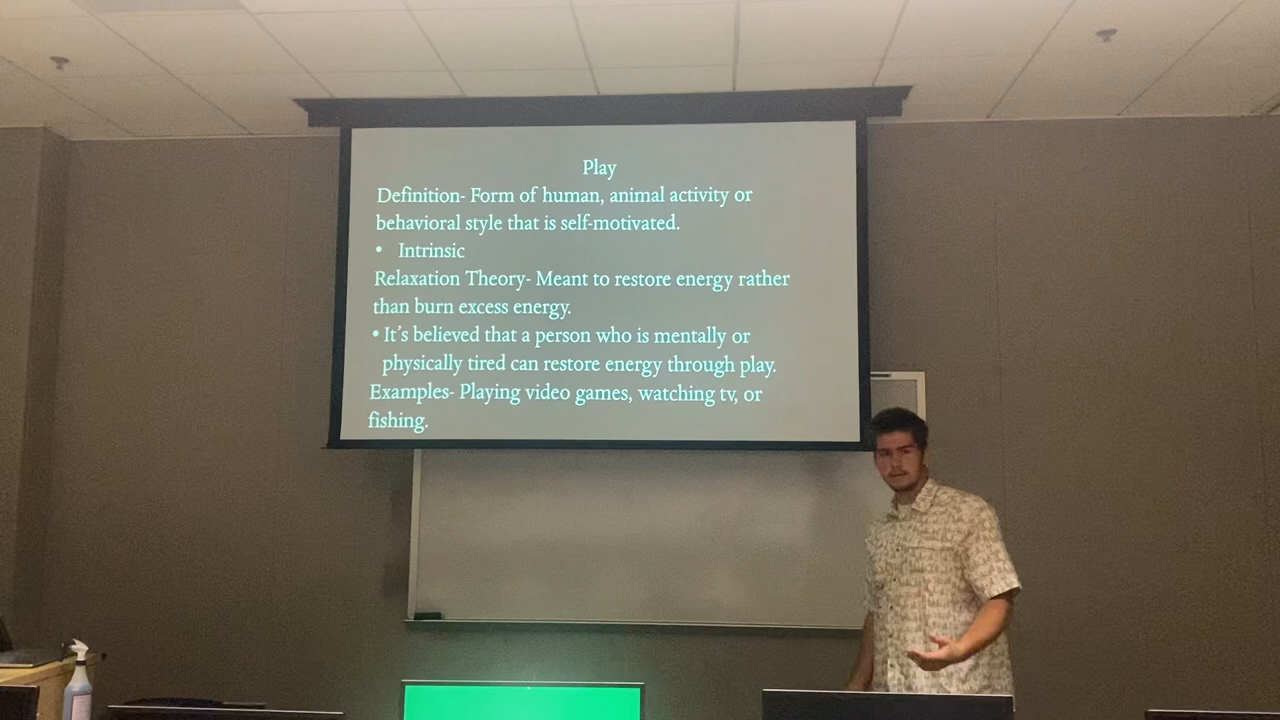 Play
Definition- Form of human, animal activity or
behavioral style that is self-motivated.
• Intrinsic
Relaxation Theory- Meant to restore energy rather
than burn excess energy.
• It’s believed that a person who is mentally or
physically tired can restore energy through play.
Examples- Playing video games, watching tv, or
fishing.